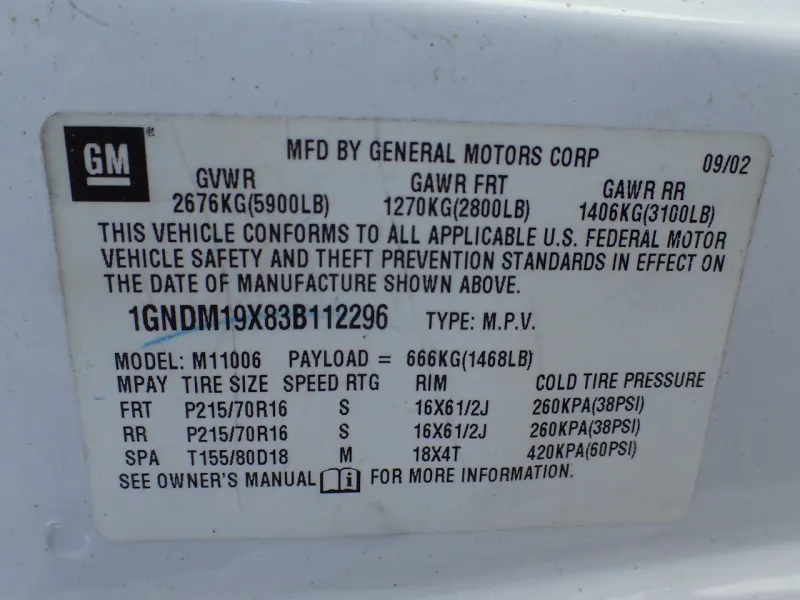 GM
MFD BY GENERAL MOTORS CORP 09/02
GVWR GAWR FRT GAWR RR
2676KG(5900LB) 1270KG(2800LB) 1406KG(3100LB)
THIS VEHICLE CONFORMS TO ALL APPLICABLE U.S. FEDERAL MOTOR
VEHICLE SAFETY AND THEFT PREVENTION STANDARDS IN EFFECT ON
THE DATE OF MANUFACTURE SHOWN ABOVE.
1GNDM19X83B112296 TYPE: M.P.V.
MODEL: M11006 PAYLOAD = 666KG(1468LB)
MPAY TIRE SIZE SPEED RTG RIM COLD TIRE PRESSURE
FRT P215/70R16 S 16X61/2J 260KPA(38PSI)
RR P215/70R16 S 16X61/2J 260KPA(38PSI)
SPA T155/80D18 M 18X4T 420KPA(60PSI)
SEE OWNER'S MANUAL i FOR MORE INFORMATION.